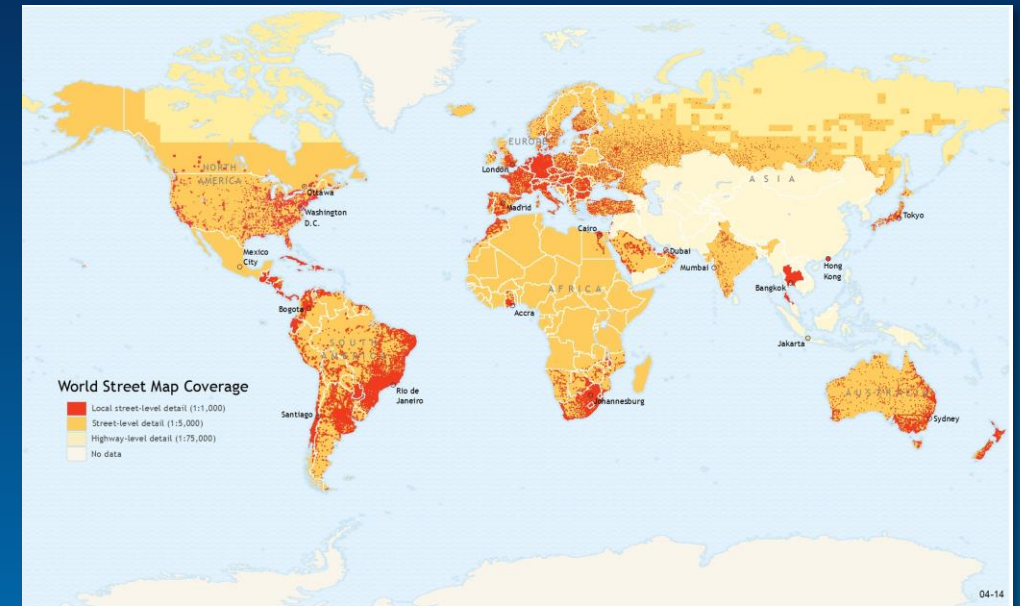 EUROPE
London
ASIA
NORTH
AMERICA
Ottawa
Washington
D.C.
Madrid
Tokyo
Cairo
Dubai
Mexico
City
Mumbai
Hong
Kong
AFRICA
Bangkok
Bogota
Accra
SOUTH
AMERICA
Jakarta
World Street Map Coverage
Local street-level detail (1:1,000)
Street-level detail (1:5,000)
Highway-level detail (1:75,000)
No data
Rio de
Janeiro
Santiago
Johannesburg
AUSTRALIA
Sydney
04-14